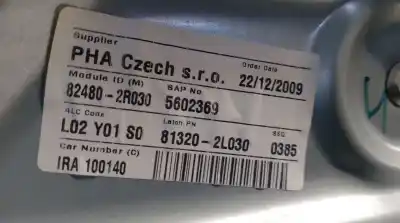 Supplier
PHA Czech s.r.o.
Order Date
22/12/2009
Module ID (M)
82480-2R030
SAP No
5602369
ALC Code
L02 Y01 S0
Latch PN
81320-2L030
SEQ
0385
Car Number (C)
IRA 100140